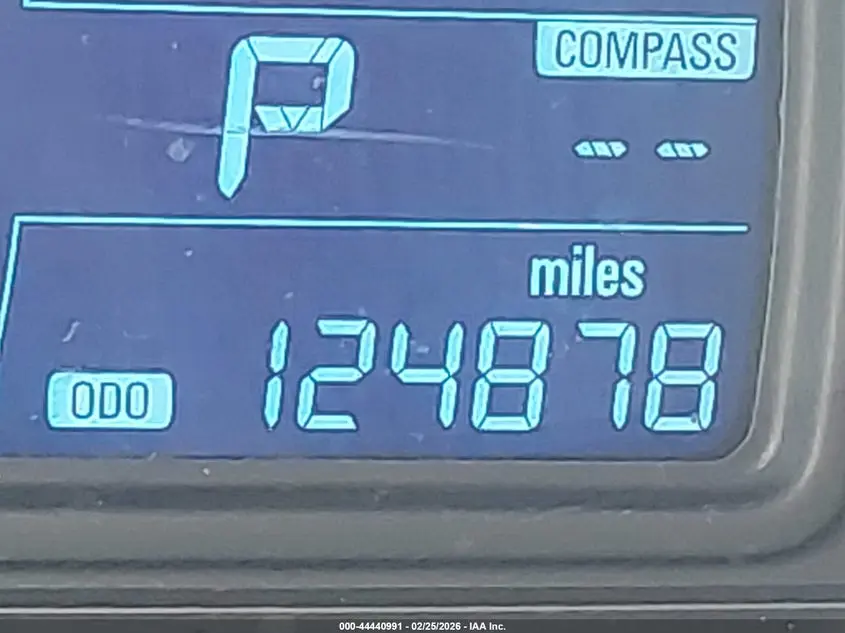 P
COMPASS
-- --
miles
ODO 124878
000-44440991 - 02/25/2026 - IAA Inc.